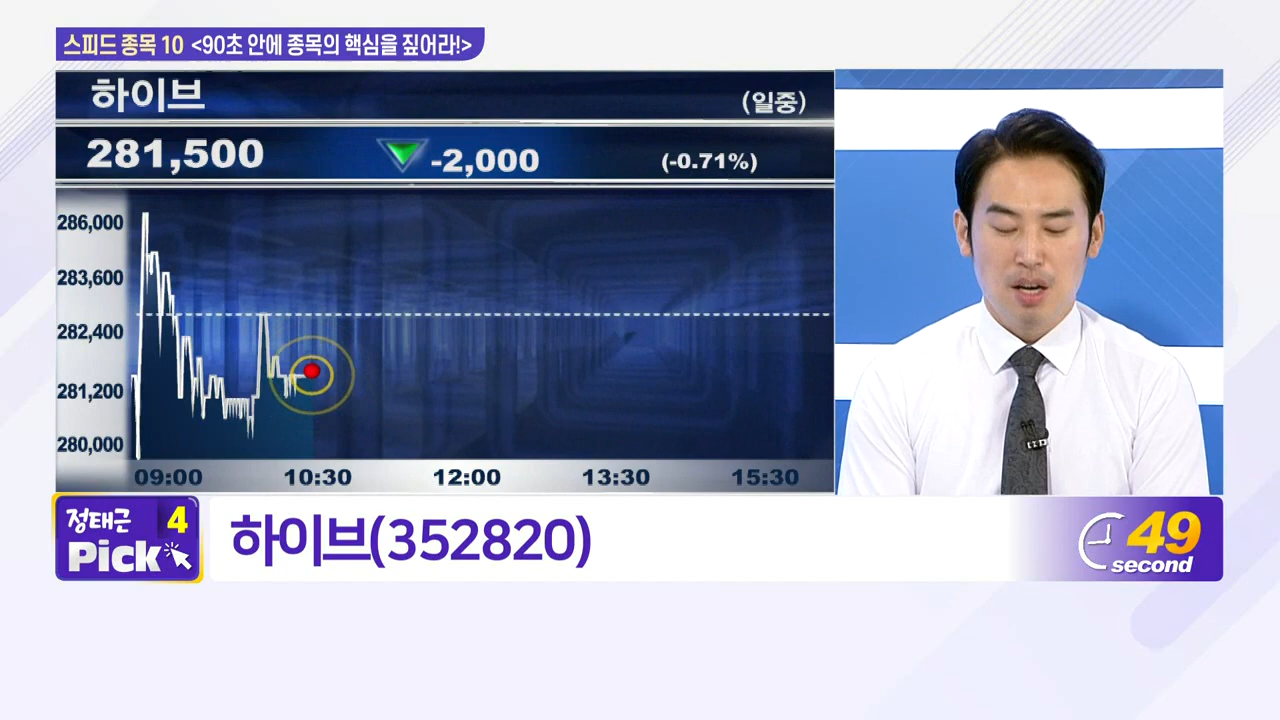 스피드 종목 10 <90초 안에 종목의 핵심을 짚어라!>
하이브
(일중)
281,500
-2,000
(-0.71%)
286,000
283,600
282,400
281,200
280,000
09:00
10:30
12:00
13:30
15:30
정태근 4
Pick
하이브(352820)
49
second